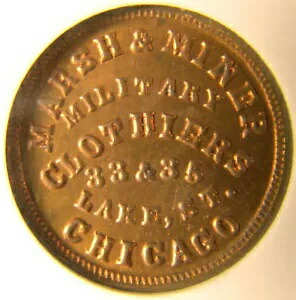 MARSH & MINER
MILITARY
CLOTHIERS
33 & 35
LAKE, ST.
CHICAGO